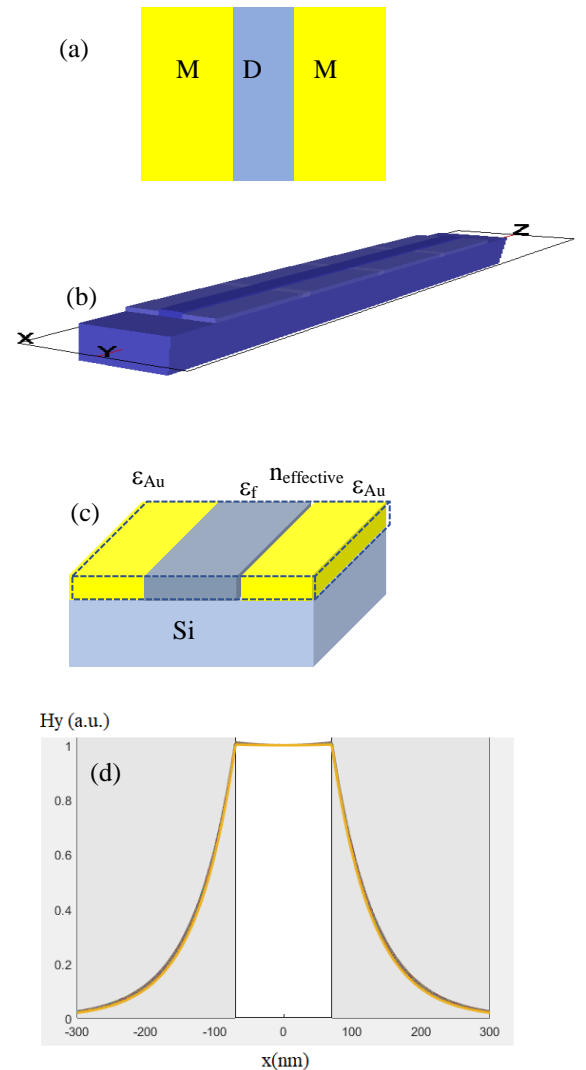 (a)
M D M
(b)
X
Y
Z
(c)
εAu
εf
neffective
εAu
Si
Hy (a.u.)
(d)
1
0.8
0.6
0.4
0.2
0
-300 -200 -100 0 100 200 300
x(nm)